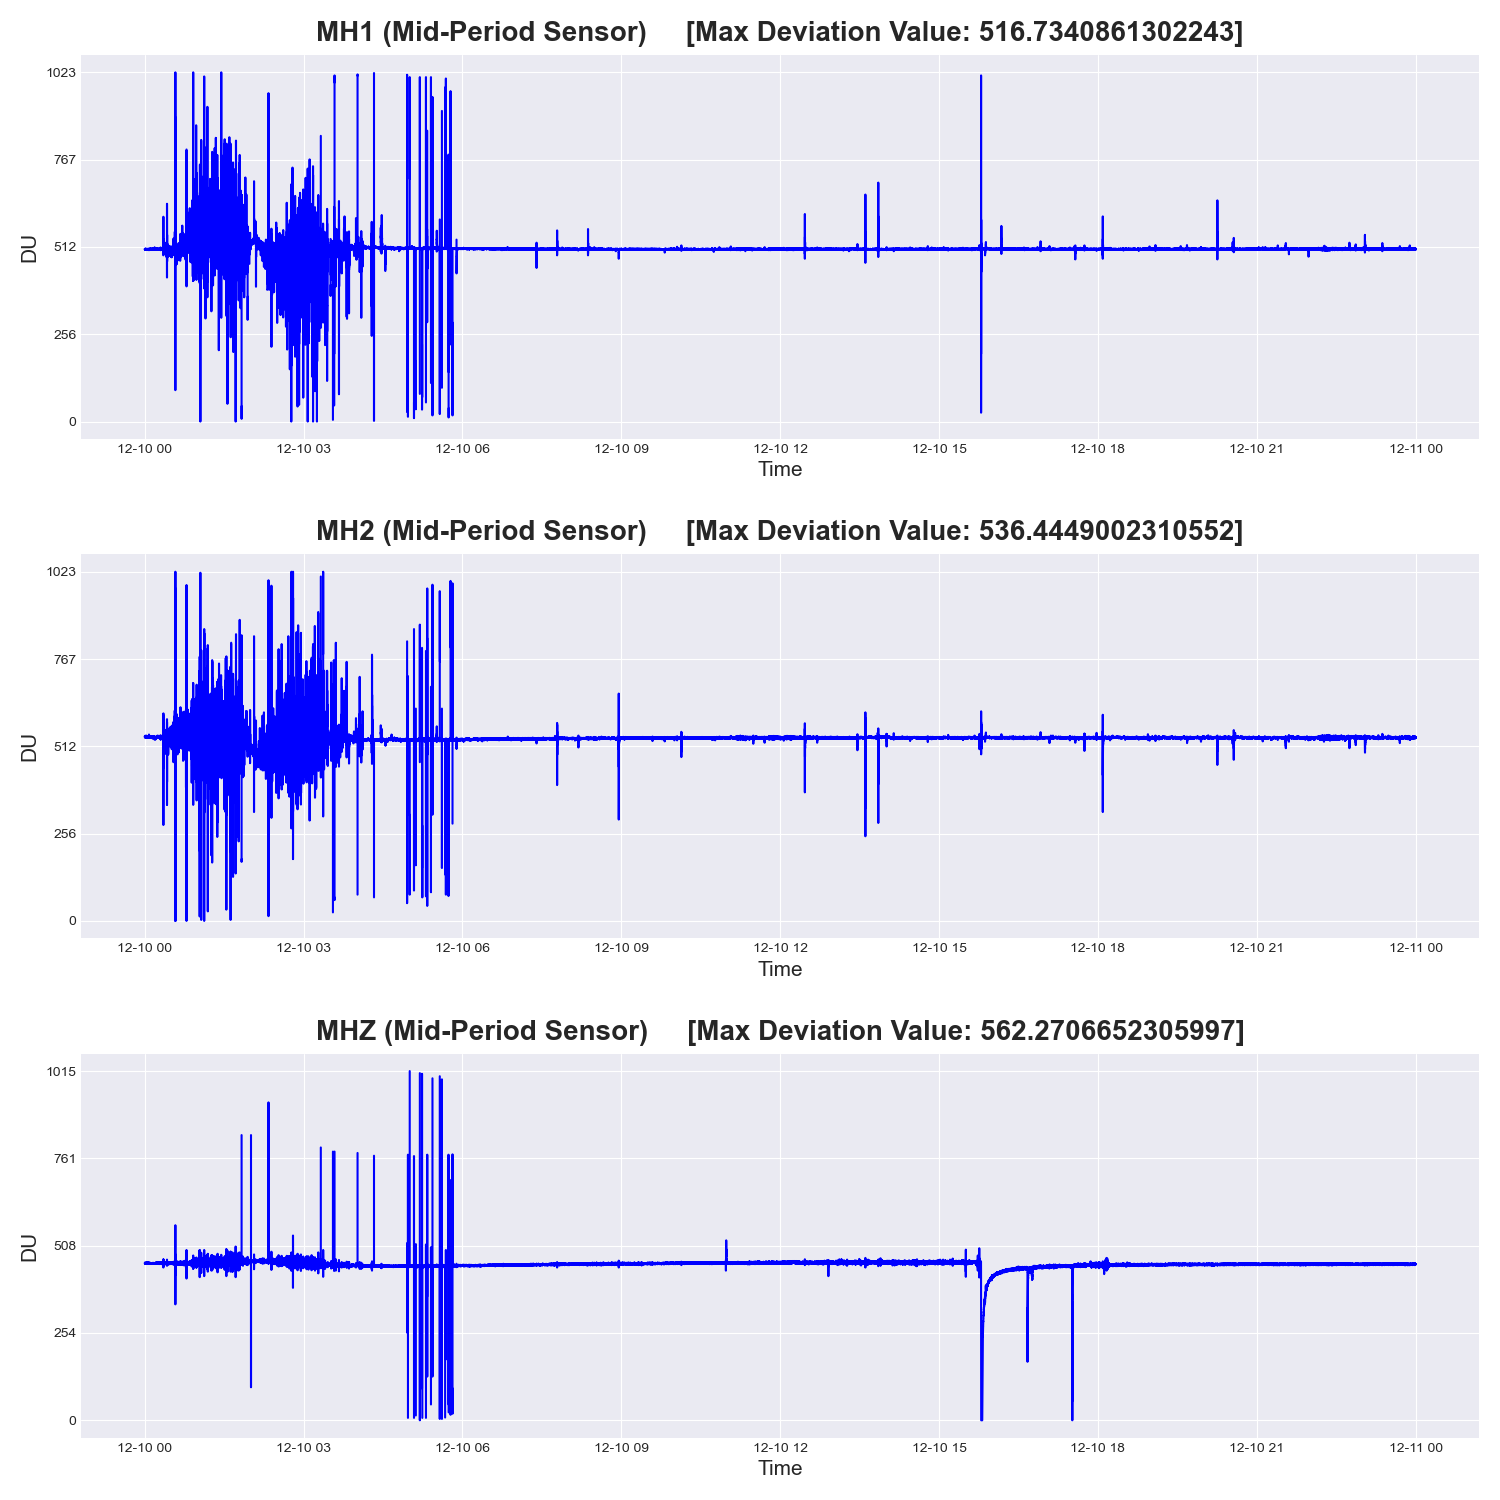 MH1 (Mid-Period Sensor) [Max Deviation Value: 516.7340861302243]
1023
767
512
256
0
DU
12-10 00 12-10 03 12-10 06 12-10 09 12-10 12 12-10 15 12-10 18 12-10 21 12-11 00
Time
MH2 (Mid-Period Sensor) [Max Deviation Value: 536.4449002310552]
1023
767
512
256
0
DU
12-10 00 12-10 03 12-10 06 12-10 09 12-10 12 12-10 15 12-10 18 12-10 21 12-11 00
Time
MHZ (Mid-Period Sensor) [Max Deviation Value: 562.2706652305997]
1015
761
508
254
0
DU
12-10 00 12-10 03 12-10 06 12-10 09 12-10 12 12-10 15 12-10 18 12-10 21 12-11 00
Time